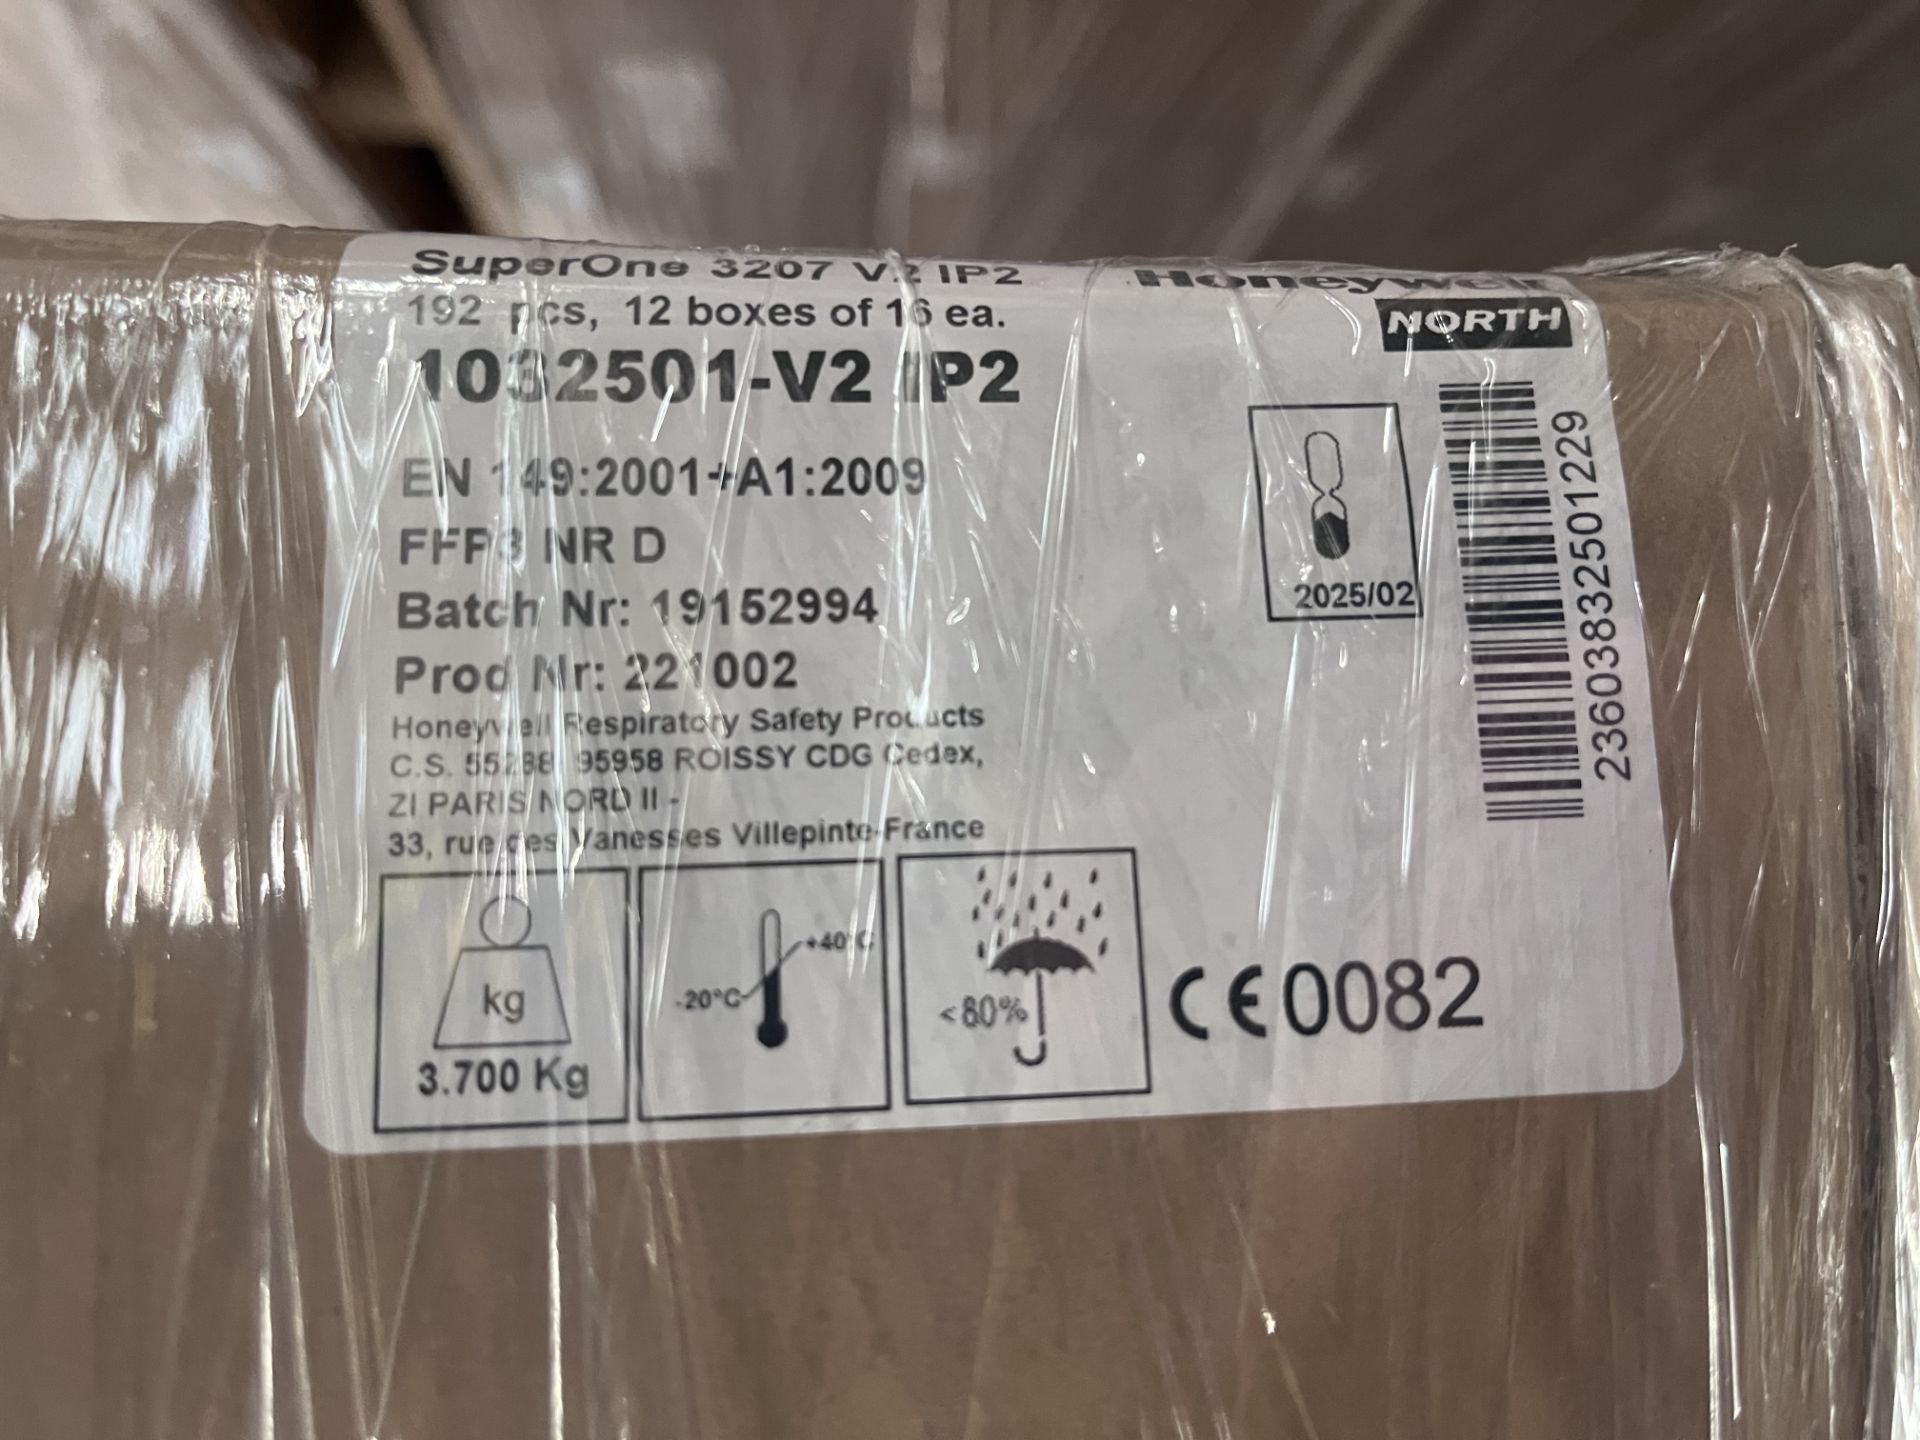 SuperOne 3207 V2 IP2
192 pcs, 12 boxes of 16 ea.
1032501-V2 IP2
Honeywell
NORTH
EN 149:2001+A1:2009
FFP3 NR D
Batch Nr: 19152994
Prod Nr: 221002
Honeywell Respiratory Safety Products
C.S. 55288, 95958 ROISSY CDG Cedex,
ZI PARIS NORD II -
33, rue des Vanesses Villepinte-France
2025/02
23603832501229
kg
3.700 Kg
-20°C
+40°C
<80%
CE0082